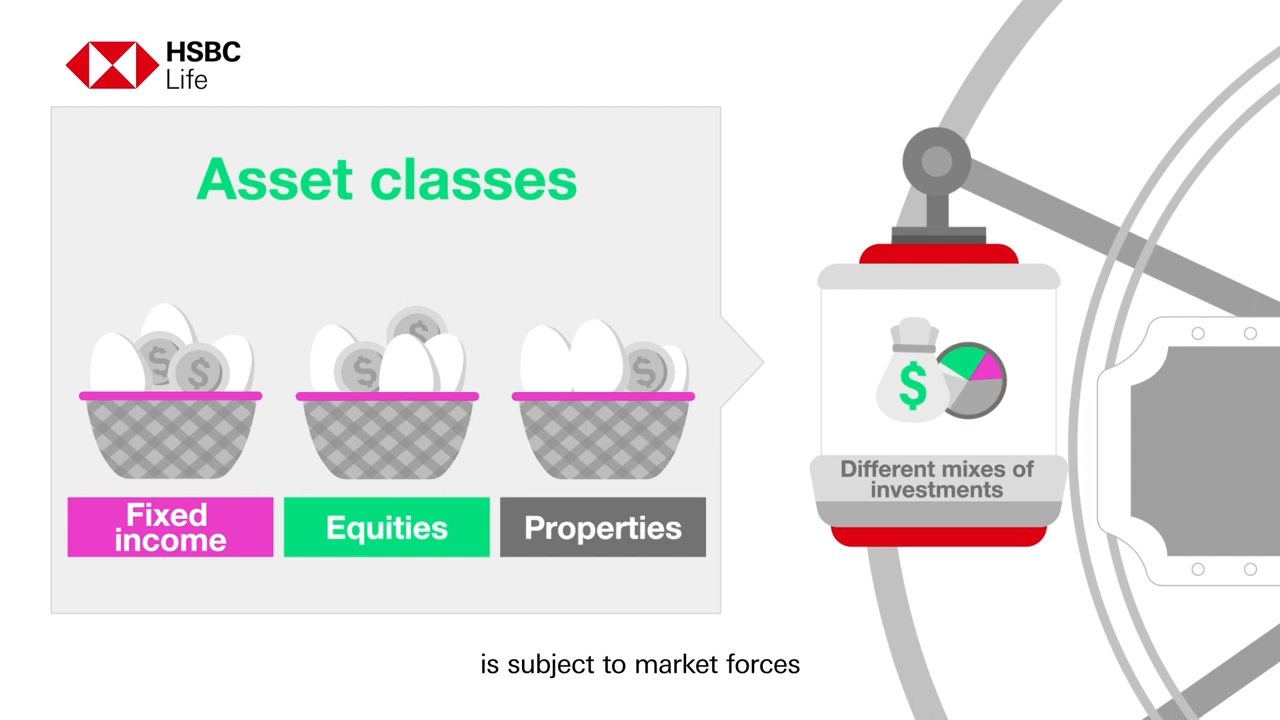 HSBC
Life
Asset classes
$ $
$ $
$
Fixed
income
Equities
Properties
$
Different mixes of
investments
is subject to market forces